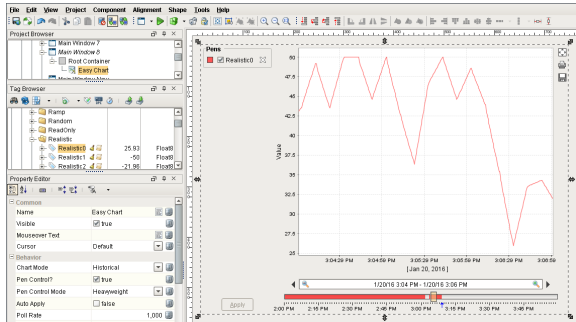 File Edit View Project Component Alignment Shape Tools Help
Project Browser
Main Window 7
Main Window 8
Root Container
Easy Chart
Tag Browser
Ramp
Random
ReadOnly
Realistic
Realistic0 25.93 Float8
Realistic1 -50 Float8
Realistic2 -21.96 Float8
Property Editor
Common
Name Easy Chart
Visible true
Mouseover Text
Cursor Default
Behavior
Chart Mode Historical
Pen Control? true
Pen Control Mode Heavyweight
Auto Apply false
Poll Rate 1,000
Pens
Realistic0
Value
50
47.5
45
42.5
40
37.5
35
32.5
30
27.5
25
3:04:29 PM 3:04:59 PM 3:05:28 PM 3:05:59 PM 3:06:29 PM 3:06:59
[Jan 20, 2016 ]
1/20/16 3:04 PM - 1/20/16 3:06 PM
Apply
2:00 PM 2:15 PM 2:30 PM 2:45 PM 3:00 PM 3:15 PM 3:30 PM 3:45 PM